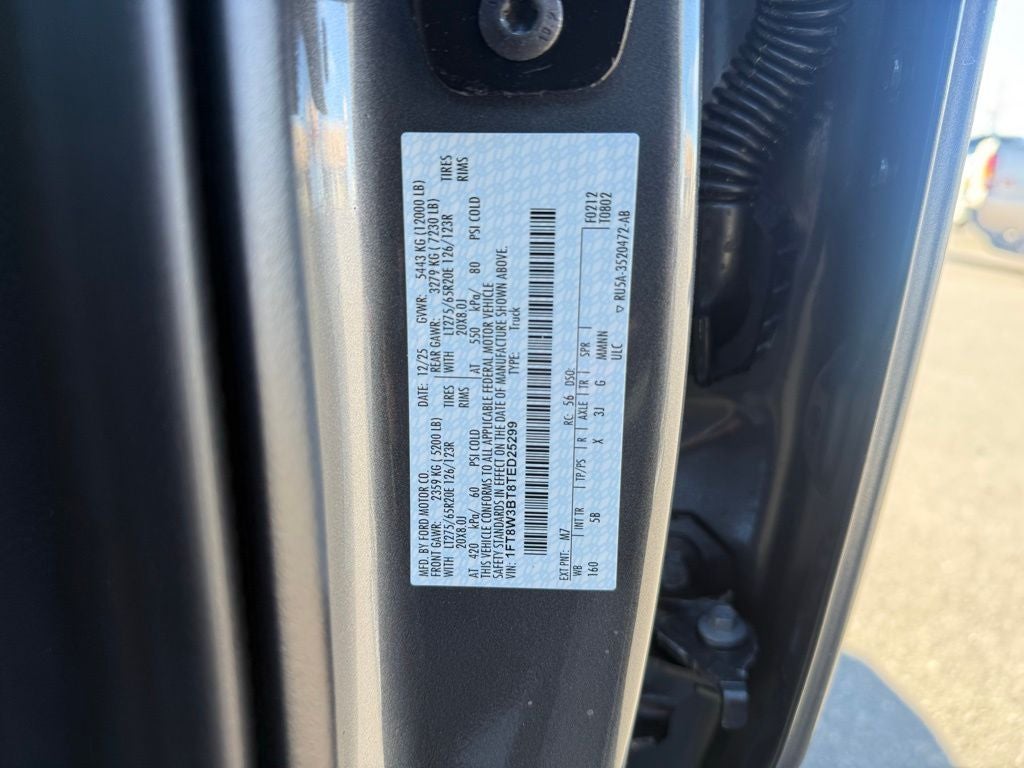 MFD. BY FORD MOTOR CO. DATE: 12/25 GVWR: 5443 KG (12000 LB)
FRONT GAWR: 2359 KG (5200 LB) REAR GAWR: 3279 KG (7230 LB)
WITH LT275/65R20E 126/123R TIRES WITH LT275/65R20E 126/123R TIRES
20X8.0J RIMS 20X8.0J RIMS
AT 420 kPa/ 60 PSI COLD AT 550 kPa/ 80 PSI COLD
THIS VEHICLE CONFORMS TO ALL APPLICABLE FEDERAL MOTOR VEHICLE
SAFETY STANDARDS IN EFFECT ON THE DATE OF MANUFACTURE SHOWN ABOVE.
VIN: 1FT8W3BT8TED25299 TYPE: Truck
EXT PNT: M7 RC: 56 DSO: F0212
WB INT TR TP/PS R AXLE TR SPR T0802
160 5B X 3J G MMMNN
ULC ▽ RU5A-3520472-AB